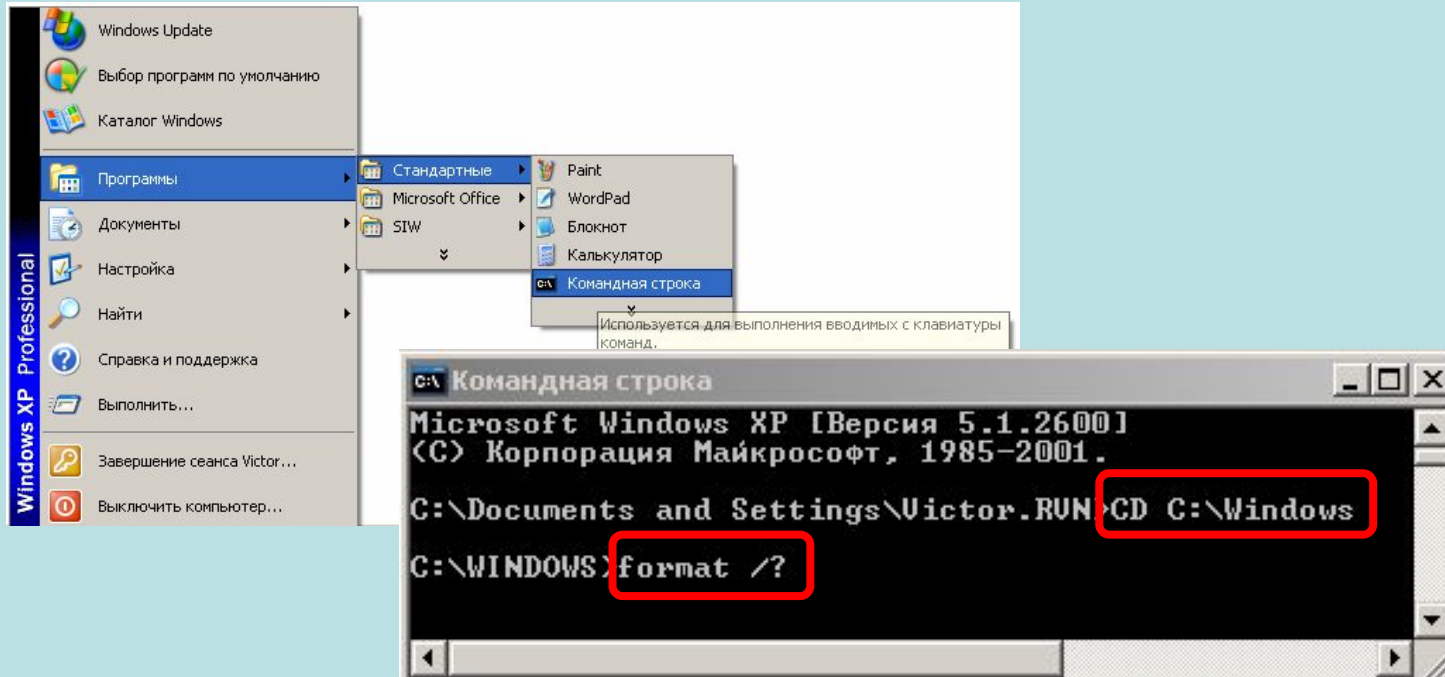 Windows XP Professional
Windows Update
Выбор программ по умолчанию
Каталог Windows
Программы
Документы
Настройка
Найти
Справка и поддержка
Выполнить...
Завершение сеанса Victor...
Выключить компьютер...
Стандартные
Microsoft Office
SIW
Paint
WordPad
Блокнот
Калькулятор
Командная строка
Используется для выполнения вводимых с клавиатуры
команд.
C:\ Командная строка
Microsoft Windows XP [Версия 5.1.2600]
(C) Корпорация Майкрософт, 1985-2001.
C:\Documents and Settings\Victor.RUN>CD C:\Windows
C:\WINDOWS>format /?